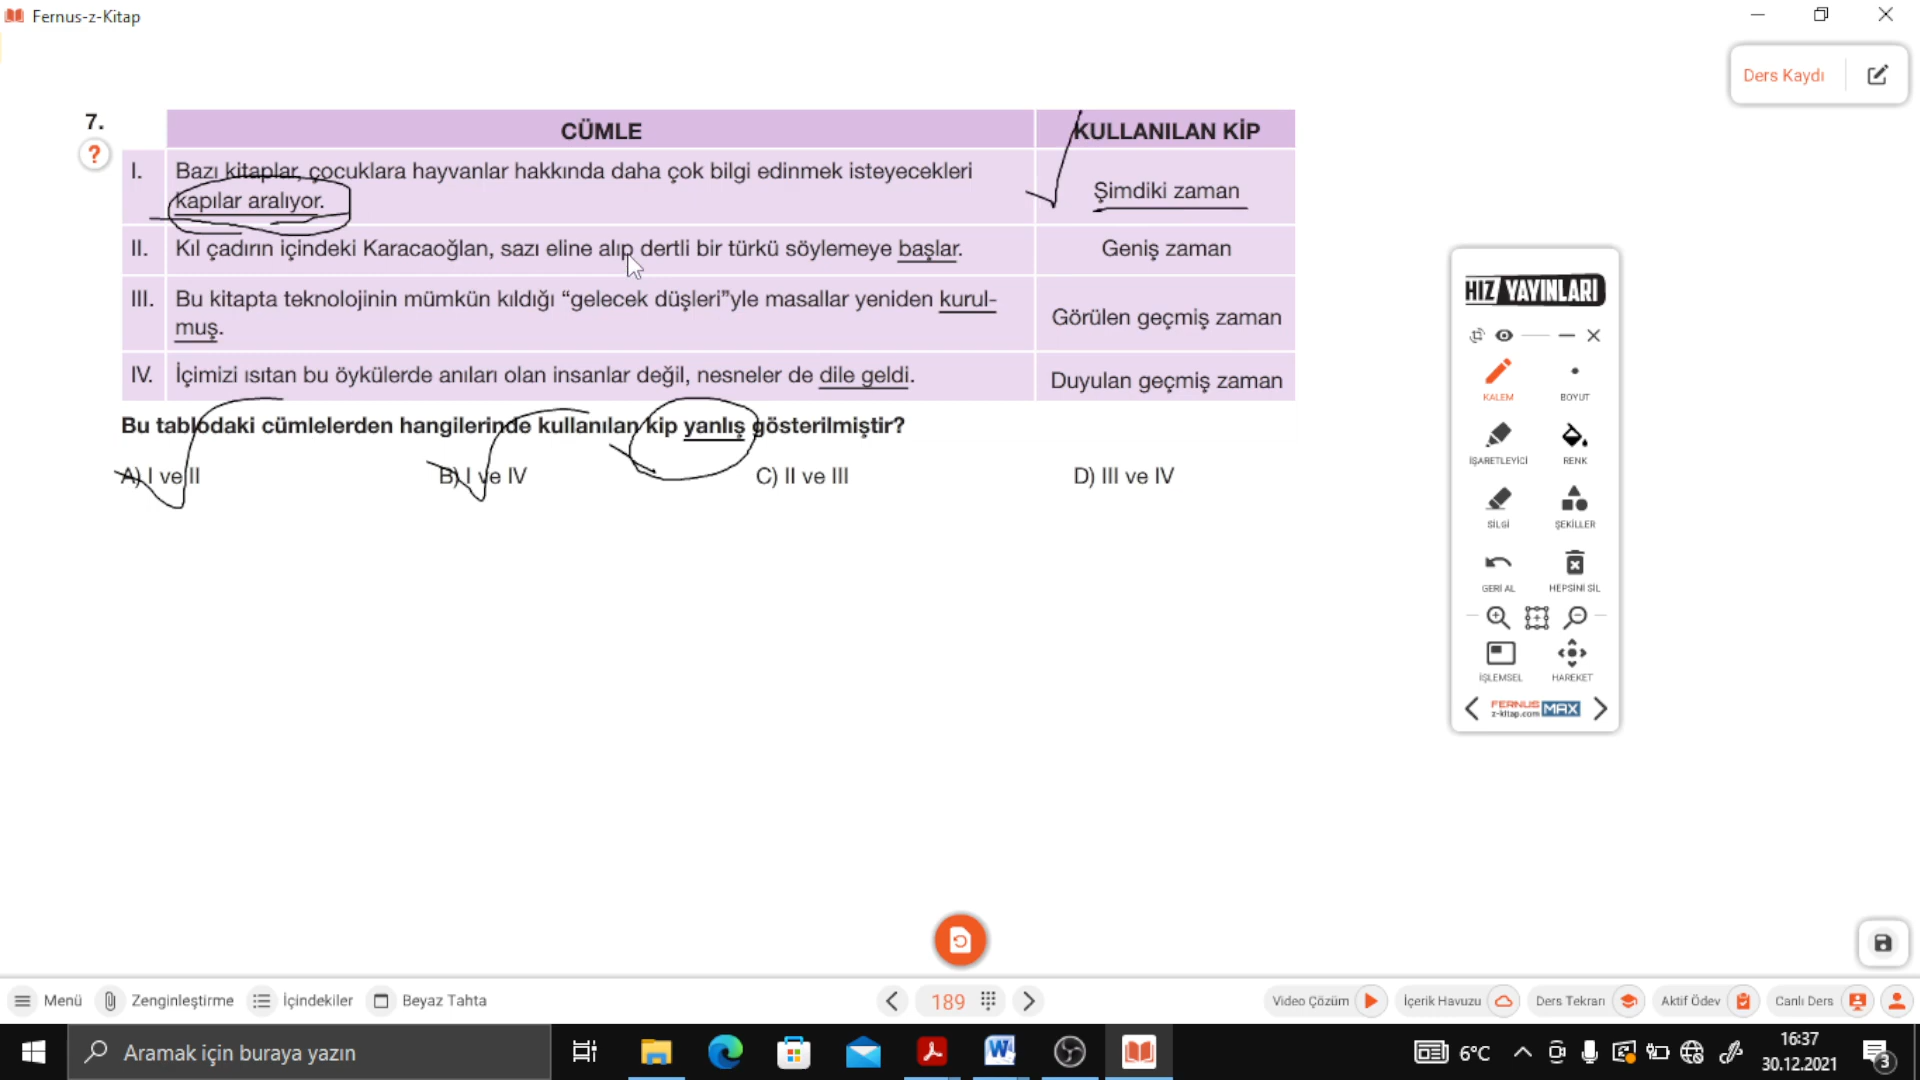 Fernus-z-Kitap
Ders Kaydı
7.
CÜMLE
KULLANILAN KİP
I.
Bazı kitaplar, çocuklara hayvanlar hakkında daha çok bilgi edinmek isteyecekleri
kapılar aralıyor.
Şimdiki zaman
II.
Kıl çadırın içindeki Karacaoğlan, sazı eline alıp dertli bir türkü söylemeye başlar.
Geniş zaman
III.
Bu kitapta teknolojinin mümkün kıldığı “gelecek düşleri”yle masallar yeniden kurul-
muş.
Görülen geçmiş zaman
IV.
İçimizi ısıtan bu öykülerde anıları olan insanlar değil, nesneler de dile geldi.
Duyulan geçmiş zaman
Bu tablodaki cümlelerden hangilerinde kullanılan kip yanlış gösterilmiştir?
A) I ve II
B) I ve IV
C) II ve III
D) III ve IV
HIZ YAYINLARI
KALEM
BOYUT
İŞARETLEYİCİ
RENK
SİLGİ
ŞEKİLLER
GERİ AL
HEPSİNİ SİL
İŞLEMSEL
HAREKET
FERNUS
z-kitap.com
MAX
Menü
Zenginleştirme
İçindekiler
Beyaz Tahta
189
Video Çözüm
İçerik Havuzu
Ders Tekrarı
Aktif Ödev
Canlı Ders
Aramak için buraya yazın
6°C
16:37
30.12.2021
3